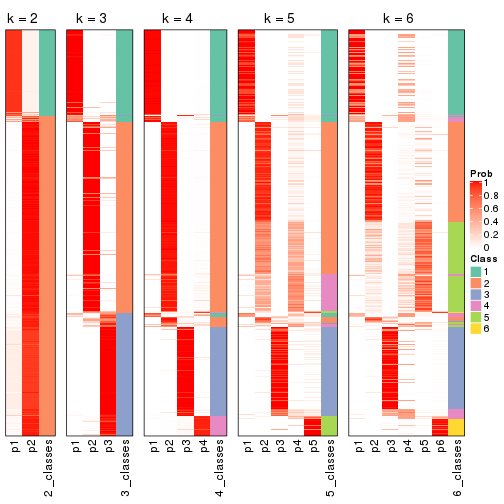 k = 2
k = 3
k = 4
k = 5
k = 6
p1
p2
2_classes
p1
p2
p3
3_classes
p1
p2
p3
p4
4_classes
p1
p2
p3
p4
p5
5_classes
p1
p2
p3
p4
p5
p6
6_classes
Prob
1
0.8
0.6
0.4
0.2
0
Class
1
2
3
4
5
6